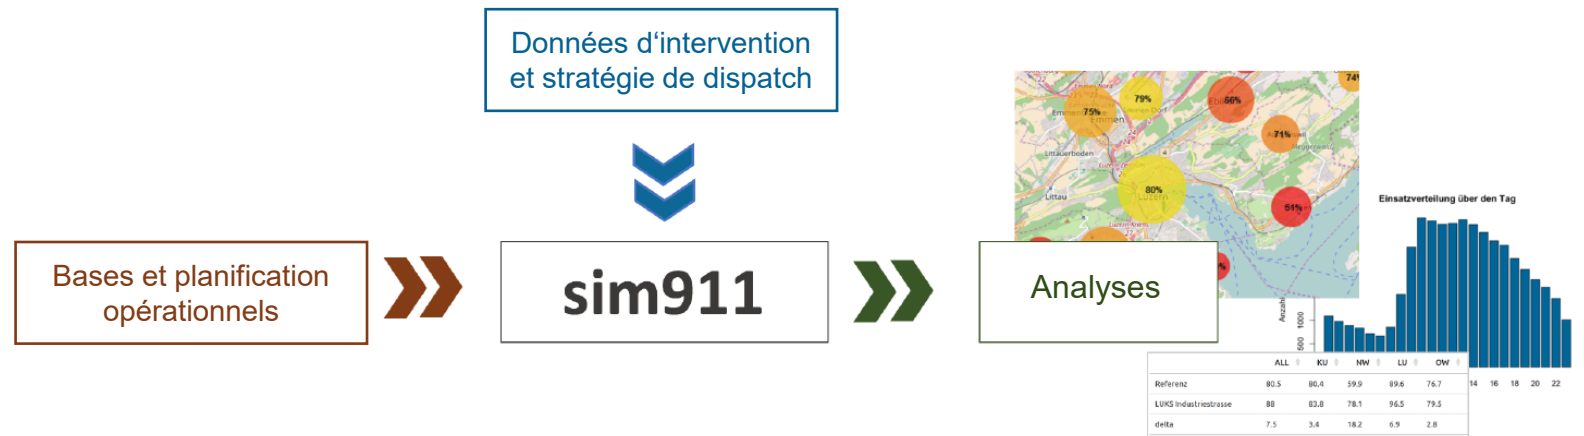 Données d‘intervention
et stratégie de dispatch
Bases et planification
opérationnels
sim911
Analyses
79%
75%
Emmen
66%
74%
71%
Littauerboden
Littau
80%
Luzern
61%
Einsatzverteilung über den Tag
Anzahl
1000
500
14 16 18 20 22
ALL KU NW LU OW
Referenz 80.5 80.4 59.9 89.6 76.7
LUKS Industriestrasse 88 83.8 78.1 96.5 79.5
delta 7.5 3.4 18.2 6.9 2.8